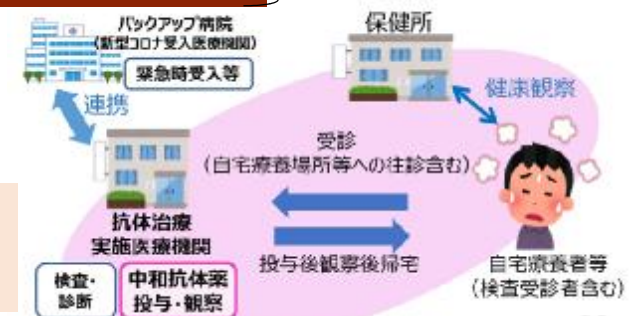 バックアップ病院
(新型コロナ受入医療機関)
緊急時受入等
連携
保健所
健康観察
受診
(自宅療養場所等への往診含む)
投与後観察後帰宅
抗体治療
実施医療機関
検査・
診断
中和抗体薬
投与・観察
自宅療養者等
(検査受診者含む)